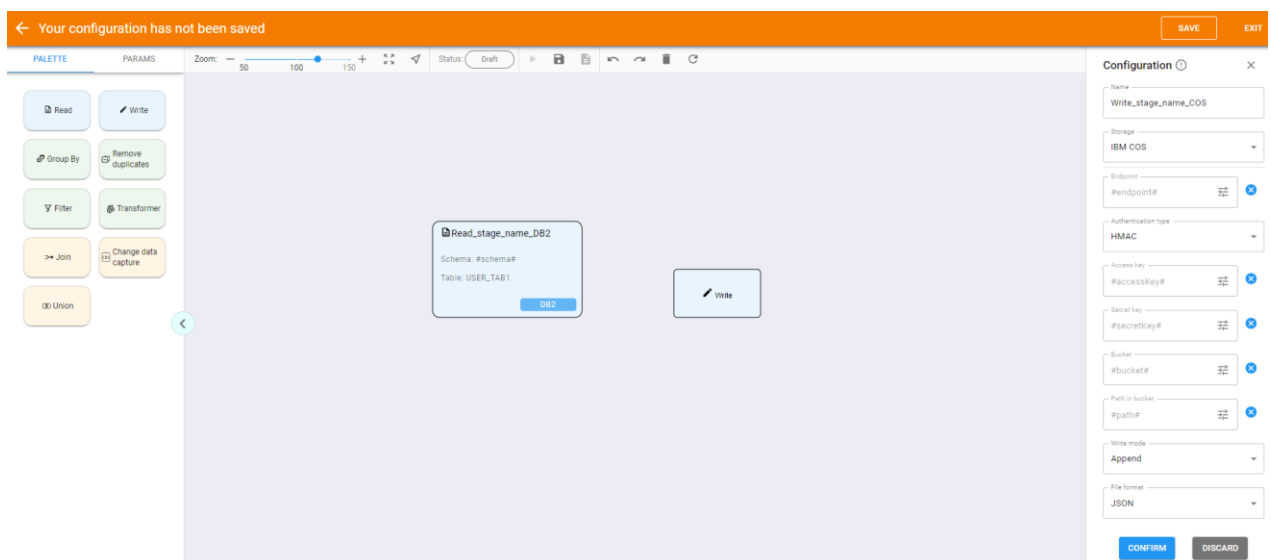 Your configuration has not been saved
SAVE
EXIT
PALETTE
PARAMS
Zoom:
50
100
150
Status:
Draft
Read
Write
Group By
Remove
duplicates
Filter
Transformer
Join
Change data
capture
Union
Read_stage_name_DB2
Schema: #schema#
Table: USER_TAB1
DB2
Write
Configuration
Name
Write_stage_name_COS
Storage
IBM COS
Endpoint
#endpoint#
Authentication type
HMAC
Access key
#accessKey#
Secret key
#secretKey#
Bucket
#bucket#
Path in bucket
#path#
Write mode
Append
File format
JSON
CONFIRM
DISCARD